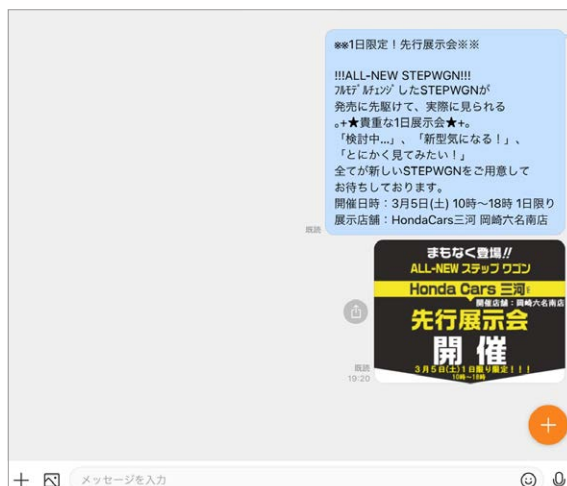 ※※1日限定！先行展示会※※
!!!ALL-NEW STEPWGN!!!
ﾌﾙﾓﾃﾞﾙﾁｪﾝｼﾞしたSTEPWGNが
発売に先駆けて、実際に見られる
｡+★貴重な1日展示会★+｡
「検討中...」、「新型気になる！」、
「とにかく見てみたい！」
全てが新しいSTEPWGNをご用意して
お待ちしております。
開催日時：3月5日(土) 10時〜18時 1日限り
展示店舗：HondaCars三河 岡崎六名南店
既読
まもなく登場!!
ALL-NEW ステップ ワゴン
Honda Cars 三河
開催店舗：岡崎六名南店
先行展示会
開催
3月5日(土)1日限り限定！！！
10時〜18時
既読
19:20
メッセージを入力